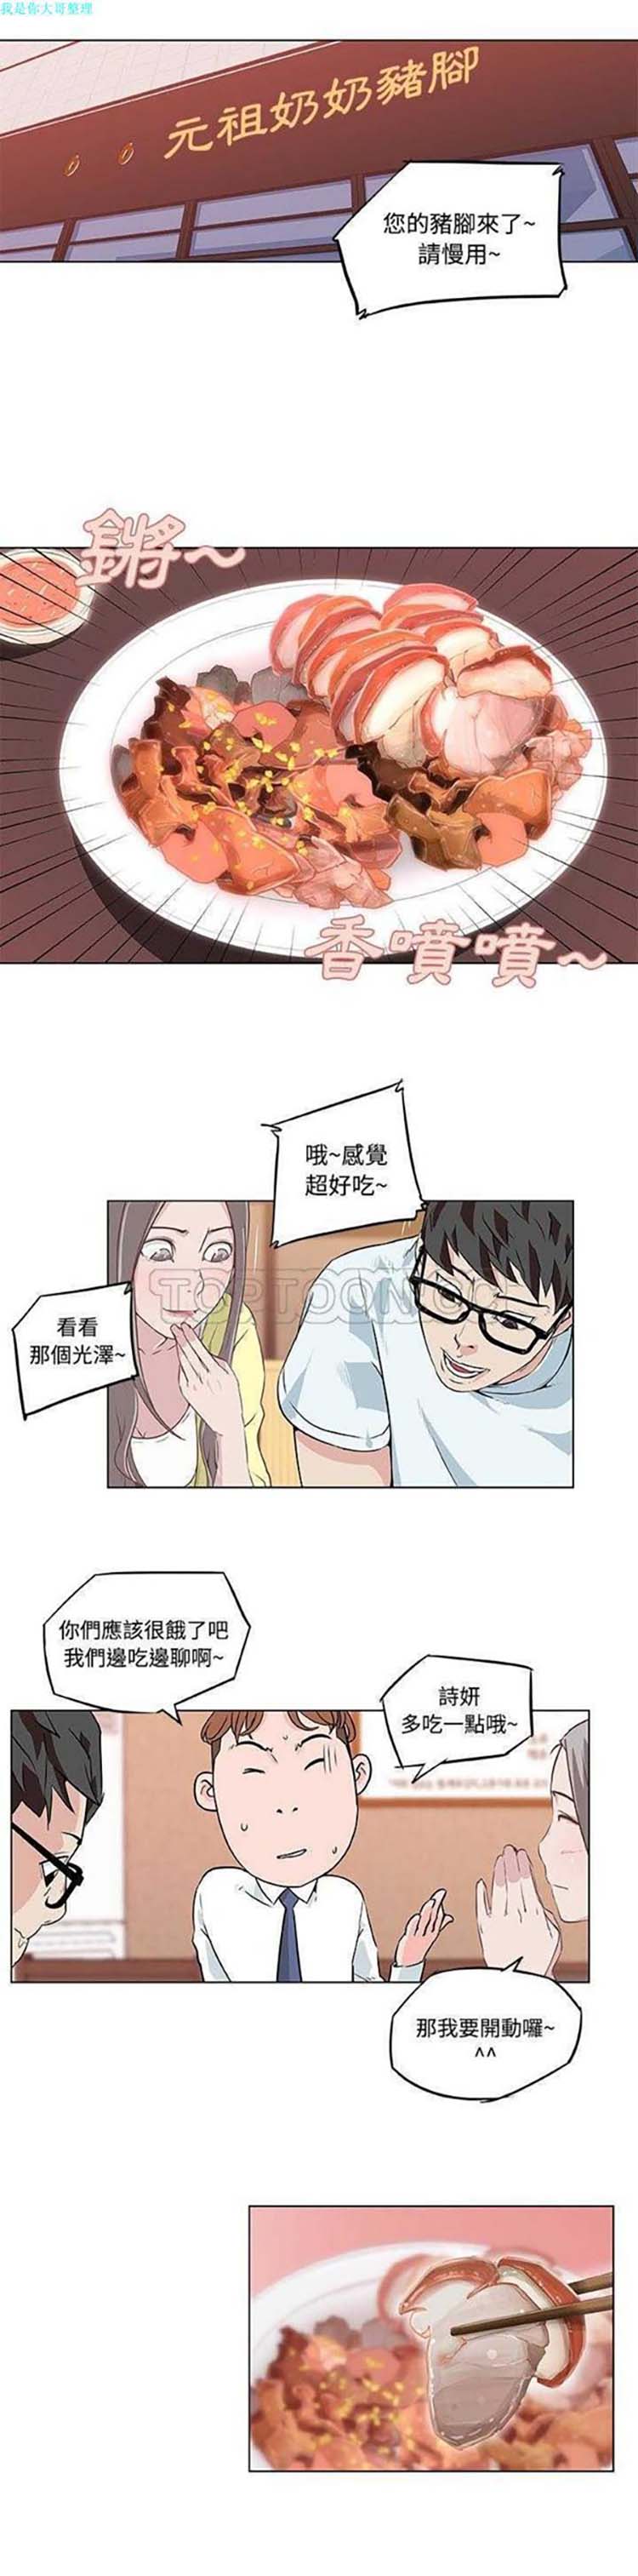 我是你大哥整理
元祖奶奶豬腳
您的豬腳來了~
請慢用~
鏘~
香噴噴~
哦~感覺
超好吃~
TOPTOON
看看
那個光澤~
你們應該很餓了吧
我們邊吃邊聊啊~
詩妍
多吃一點哦~
那我要開動囉~
^^